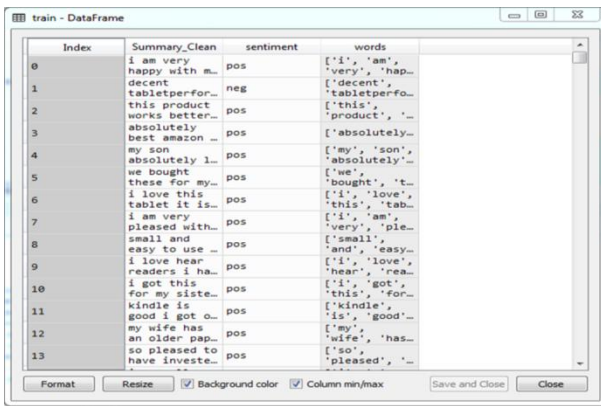 train - DataFrame
Index Summary_Clean sentiment words
0 i am very happy with m... pos ['i', 'am', 'very', 'hap...
1 decent tabletperfor... neg ['decent', 'tabletperfo...
2 this product works better... pos ['this', 'product', '...
3 absolutely best amazon ... pos ['absolutely...
4 my son absolutely l... pos ['my', 'son', 'absolutely'...
5 we bought these for my... pos ['we', 'bought', 't...
6 i love this tablet it is... pos ['i', 'love', 'this', 'tab...
7 i am very pleased with... pos ['i', 'am', 'very', 'ple...
8 small and easy to use ... pos ['small', 'and', 'easy...
9 i love hear readers i ha... pos ['i', 'love', 'hear', 'rea...
10 i got this for my siste... pos ['i', 'got', 'this', 'for...
11 kindle is good i got o... pos ['kindle', 'is', 'good'...
12 my wife has an older pap... pos ['my', 'wife', 'has...
13 so pleased to have investe... pos ['so', 'pleased', '...
Format Resize Background color Column min/max Save and Close Close